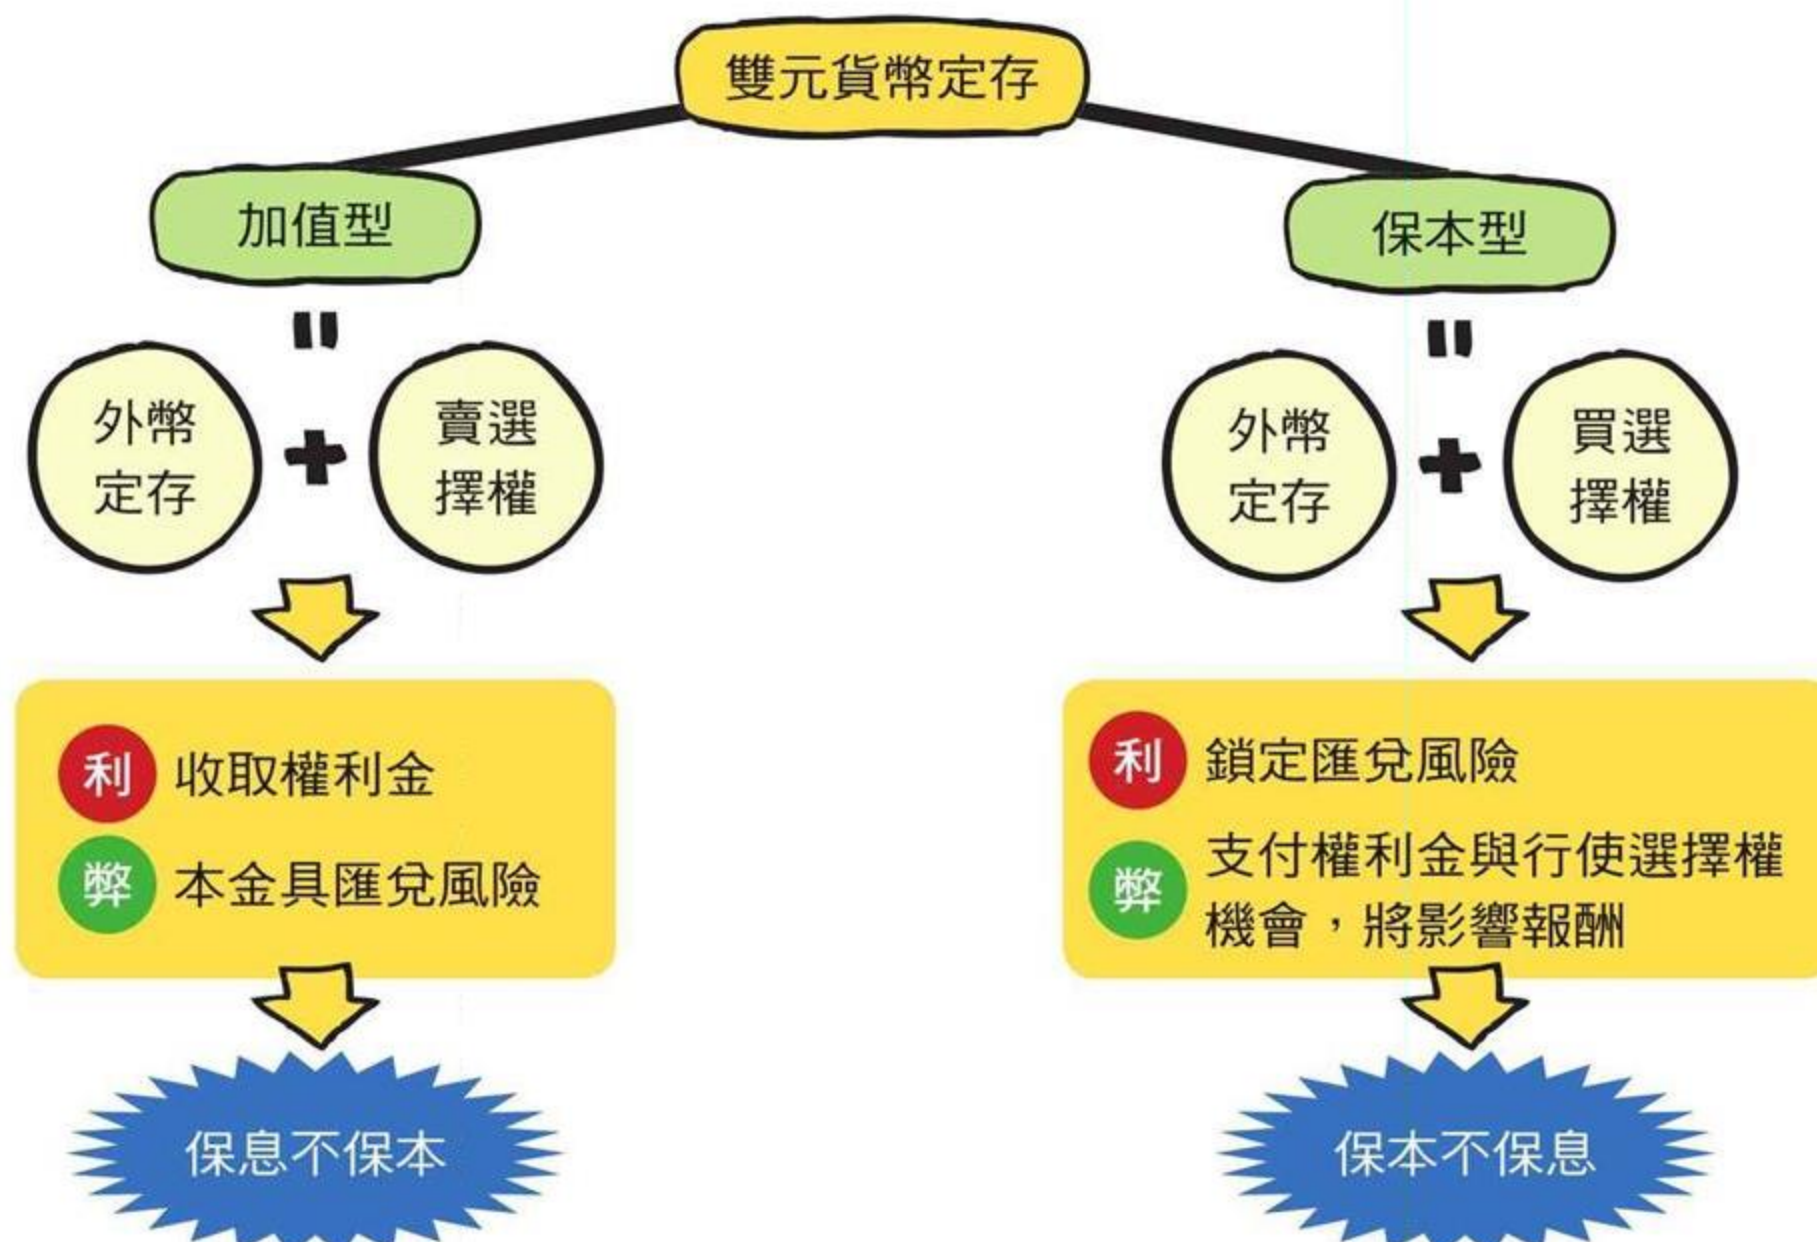 雙元貨幣定存
加值型
外幣
定存
+
賣選
擇權
利 收取權利金
弊 本金具匯兌風險
保息不保本
保本型
外幣
定存
+
買選
擇權
利 鎖定匯兌風險
弊 支付權利金與行使選擇權
機會，將影響報酬
保本不保息